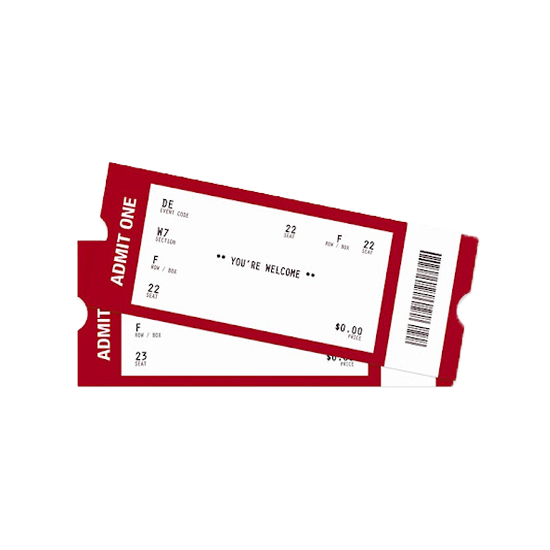 ADMIT ONE
DE
EVENT CODE
22
SEAT
F
ROW / BOX
22
SEAT
W7
SECTION
** YOU'RE WELCOME **
F
ROW / BOX
22
SEAT
$0.00
PRICE
ADMIT
F
ROW / BOX
23
SEAT
PRICE